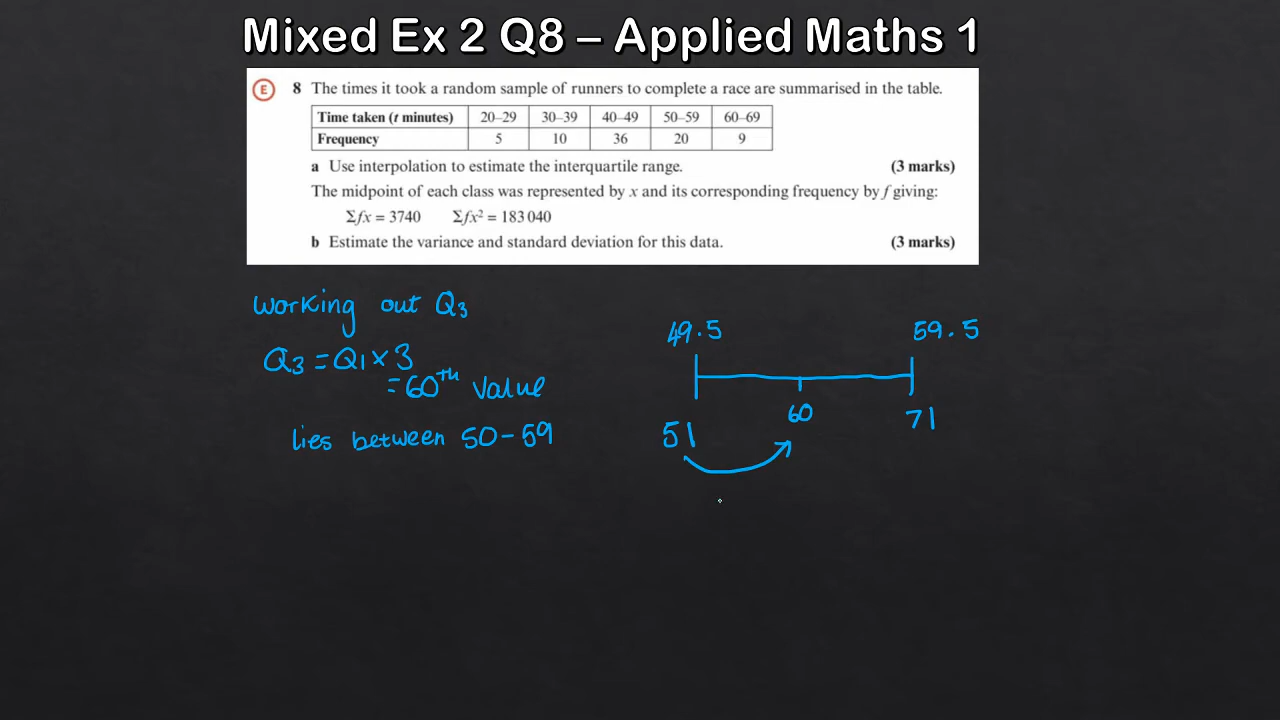 Mixed Ex 2 Q8 – Applied Maths 1
E 8 The times it took a random sample of runners to complete a race are summarised in the table.
Time taken (t minutes) 20–29 30–39 40–49 50–59 60–69
Frequency 5 10 36 20 9
a Use interpolation to estimate the interquartile range. (3 marks)
The midpoint of each class was represented by x and its corresponding frequency by f giving:
Σfx = 3740 Σfx² = 183 040
b Estimate the variance and standard deviation for this data. (3 marks)
working out Q₃
Q₃ = Q1 × 3
= 60ᵗʰ value
lies between 50 - 59
49.5 59.5
60
51 71